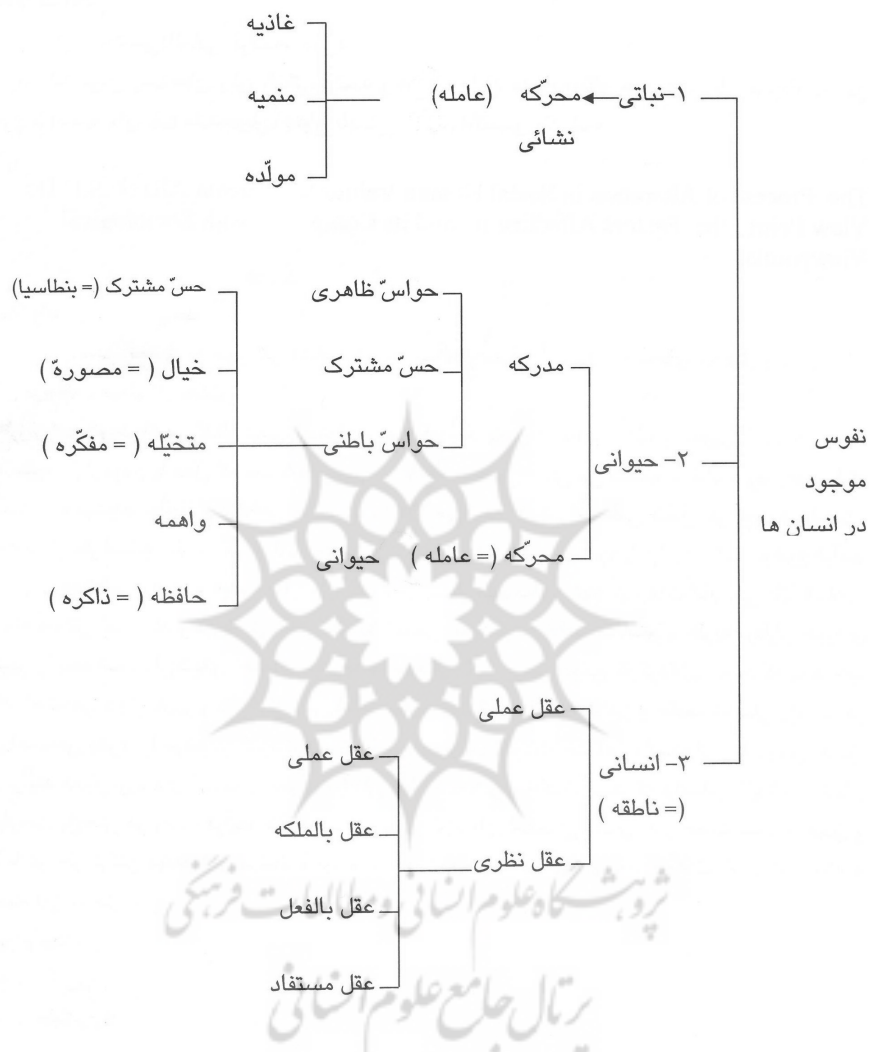 نفوس
موجود
در انسان ها
۱-نباتی
محرّکه (عامله)
نشائی
غاذیه
منمیه
مولّده
۲- حیوانی
مدرکه
حواسّ ظاهری
حسّ مشترک
حواسّ باطنی
حسّ مشترک (= بنطاسیا)
خیال ( = مصورهّ )
متخیّله ( = مفکّره )
واهمه
حافظه ( = ذاکره )
محرّکه (= عامله ) حیوانی
۳- انسانی
(= ناطقه )
عقل عملی
عقل نظری
عقل عملی
عقل بالملکه
عقل بالفعل
عقل مستفاد
پژوهشگاه علوم انسانی و مطالعات فرهنگی
پرتال جامع علوم انسانی